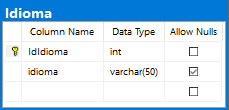 Idioma
Column Name Data Type Allow Nulls
IdIdioma int
idioma varchar(50)